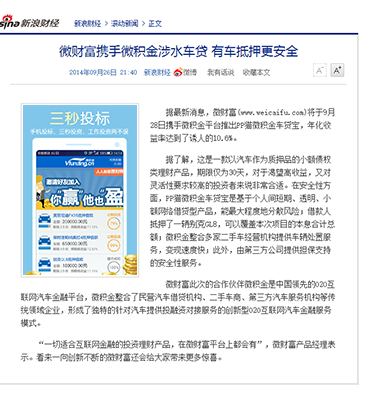 sina 新浪财经
新浪财经 > 滚动新闻 > 正文
微财富携手微积金涉水车贷 有车抵押更安全
2014年09月26日 21:40 新浪财经 微博 我有话说 收藏本文
A- A+
三秒投标
手机投标，三秒投资，工作投资两不误
邀请好友加入
你赢 他也盈
据最新消息，微财富(www.weicaifu.com)将于9
月28日携手微积金平台推出PP猫微积金车贷宝，年化收
益率达到了诱人的10.6%。
据了解，这是一款以汽车作为质押品的小额债权
类理财产品，期限仅为30天，对于渴望高收益，又对
灵活性要求较高的投资者来说非常合适。在安全性方
面，PP猫微积金车贷宝是基于个人间短期、透明、小
额网络借贷型产品，能最大程度地分散风险；借款人
抵押了一辆别克GL8，可以覆盖本次项目的本息合计总
额；微积金整合多家二手车经营机构提供车辆处置服
务，变现速度快；此外，由第三方公司提供担保支持
的安全性服务。
微财富此次的合作伙伴微积金是中国领先的O2O互
联网汽车金融平台，微积金整合了民营汽车借贷机构、二手车商、第三方汽车服务机构等传
统领域企业，形成了独特的针对汽车提供投融资对接服务的创新型O2O互联网汽车金融服务
模式。
“一切适合互联网金融的投资理财产品，在微财富平台上都会有”，微财富产品经理表
示。看来一向创新不断的微财富还会给大家带来更多惊喜。